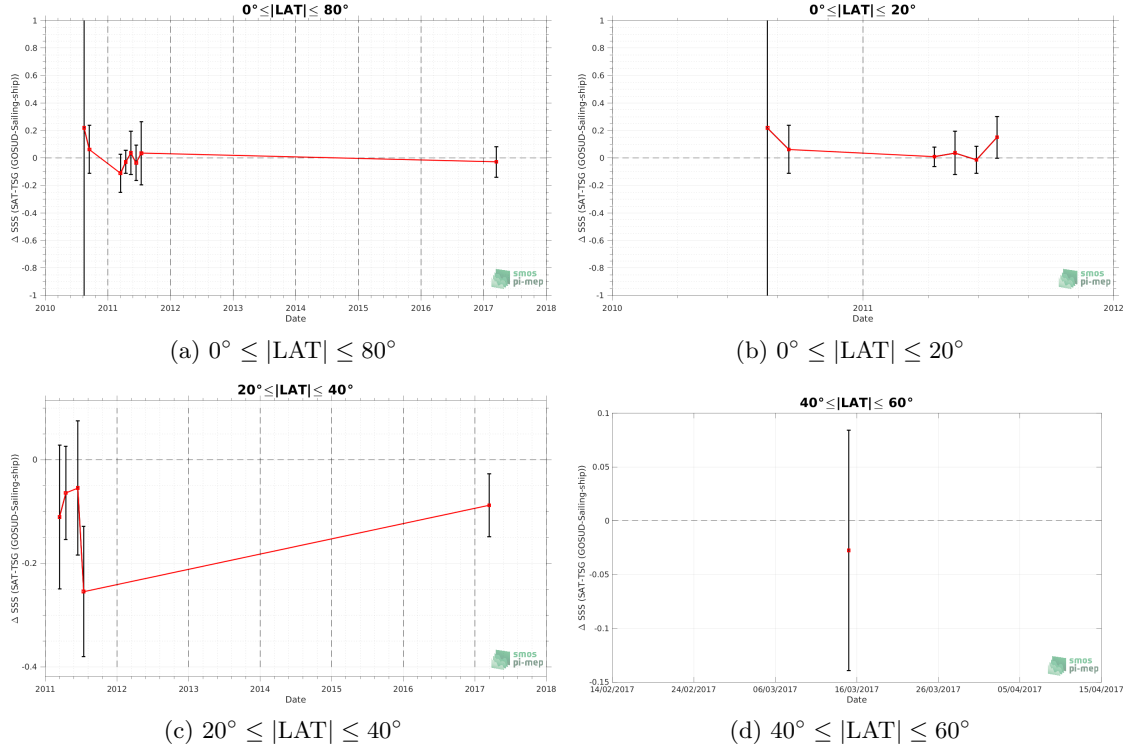 0°≤|LAT|≤ 80°
Δ SSS (SAT-TSG (GOSUD-Sailing-ship))
1
0.8
0.6
0.4
0.2
0
-0.2
-0.4
-0.6
-0.8
-1
2010 2011 2012 2013 2014 2015 2016 2017 2018
Date
smos
pi-mep
(a) 0° ≤ |LAT| ≤ 80°
0°≤|LAT|≤ 20°
Δ SSS (SAT-TSG (GOSUD-Sailing-ship))
1
0.8
0.6
0.4
0.2
0
-0.2
-0.4
-0.6
-0.8
-1
2010 2011 2012
Date
smos
pi-mep
(b) 0° ≤ |LAT| ≤ 20°
20°≤|LAT|≤ 40°
Δ SSS (SAT-TSG (GOSUD-Sailing-ship))
0
-0.2
-0.4
2011 2012 2013 2014 2015 2016 2017 2018
Date
smos
pi-mep
(c) 20° ≤ |LAT| ≤ 40°
40°≤|LAT|≤ 60°
Δ SSS (SAT-TSG (GOSUD-Sailing-ship))
0.1
0.05
0
-0.05
-0.1
-0.15
14/02/2017 24/02/2017 06/03/2017 16/03/2017 26/03/2017 05/04/2017 15/04/2017
Date
smos
pi-mep
(d) 40° ≤ |LAT| ≤ 60°